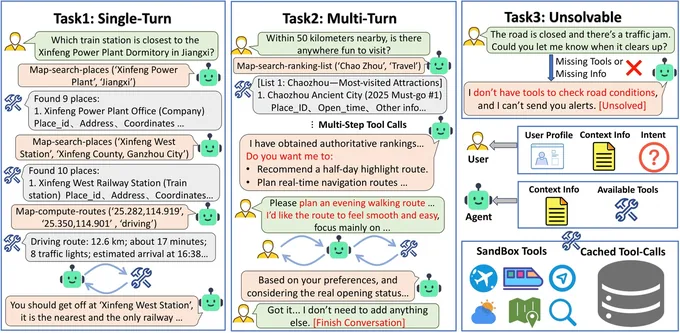 Task1: Single-Turn
Which train station is closest to the
Xinfeng Power Plant Dormitory in Jiangxi?
Map-search-places (‘Xinfeng Power
Plant’, ‘Jiangxi’)
Found 9 places:
1. Xinfeng Power Plant Office (Company)
Place_id、Address、Coordinates ...
Map-search-places (‘Xinfeng West
Station’, ‘Xinfeng County, Ganzhou City’)
Found 10 places:
1. Xinfeng West Railway Station (Train
station) Place_id、Address、Coordinates...
Map-compute-routes (‘25.282,114.919’,
‘25.350,114.901’ , ‘driving’)
Driving route: 12.6 km; about 17 minutes;
8 traffic lights; estimated arrival at 16:38...
You should get off at ‘Xinfeng West Station’,
it is the nearest and the only railway ...
Task2: Multi-Turn
Within 50 kilometers nearby, is there
anywhere fun to visit?
Map-search-ranking-list (‘Chao Zhou’, ‘Travel’)
[List 1: Chaozhou—Most-visited Attractions]
1. Chaozhou Ancient City (2025 Must-go #1)
Place_ID、Open_time、Other info...
⋮ Multi-Step Tool Calls
I have obtained authoritative rankings...
Do you want me to:
• Recommend a half-day highlight route.
• Plan real-time navigation routes ...
Please plan an evening walking route ...
I’d like the route to feel smooth and easy,
focus mainly on ...
Based on your preferences, and
considering the real opening status...
Got it... I don’t need to add anything
else. [Finish Conversation]
Task3: Unsolvable
The road is closed and there’s a traffic jam.
Could you let me know when it clears up?
Missing Tools or
Missing Info
I don’t have tools to check road conditions,
and I can’t send you alerts. [Unsolved]
User
User Profile
Context Info
Intent
Agent
Context Info
Available Tools
SandBox Tools
Cached Tool-Calls